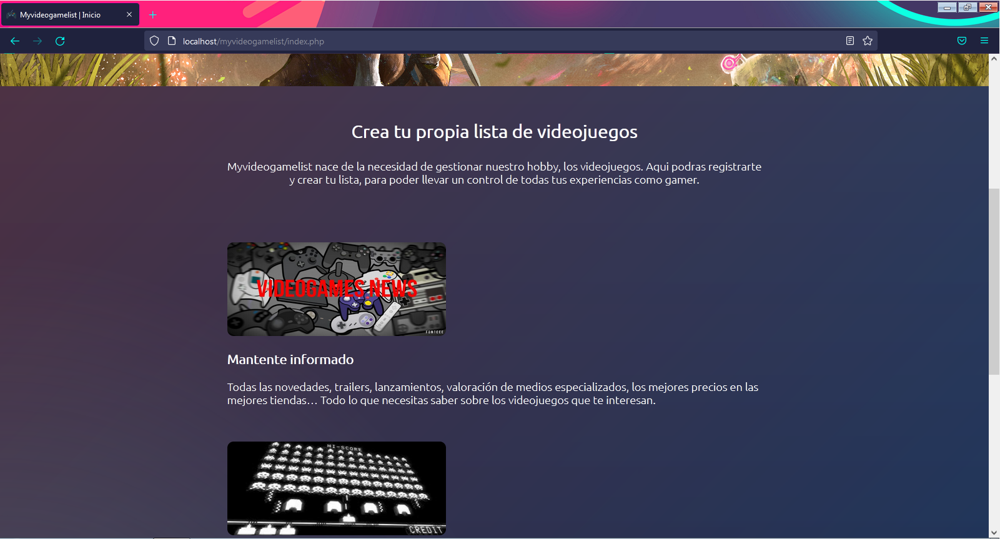 Myvideogamelist | Inicio
localhost/myvideogamelist/index.php
Crea tu propia lista de videojuegos
Myvideogamelist nace de la necesidad de gestionar nuestro hobby, los videojuegos. Aqui podras registrarte
y crear tu lista, para poder llevar un control de todas tus experiencias como gamer.
VIDEOGAMES NEWS
FONTEEE
Mantente informado
Todas las novedades, trailers, lanzamientos, valoración de medios especializados, los mejores precios en las
mejores tiendas... Todo lo que necesitas saber sobre los videojuegos que te interesan.
HI-SCORE
CREDIT